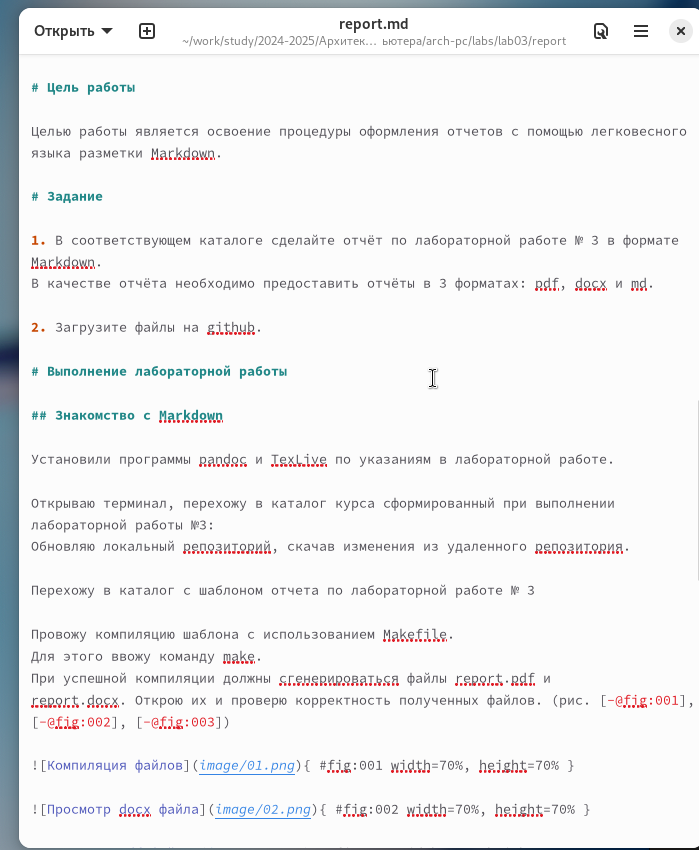 Открыть
report.md
~/work/study/2024-2025/Архитек… ьютера/arch-pc/labs/lab03/report
# Цель работы
Целью работы является освоение процедуры оформления отчетов с помощью легковесного
языка разметки Markdown.
# Задание
1. В соответствующем каталоге сделайте отчёт по лабораторной работе № 3 в формате
Markdown.
В качестве отчёта необходимо предоставить отчёты в 3 форматах: pdf, docx и md.
2. Загрузите файлы на github.
# Выполнение лабораторной работы
## Знакомство с Markdown
Установили программы pandoc и TexLive по указаниям в лабораторной работе.
Открываю терминал, перехожу в каталог курса сформированный при выполнении
лабораторной работы №3:
Обновляю локальный репозиторий, скачав изменения из удаленного репозитория.
Перехожу в каталог с шаблоном отчета по лабораторной работе № 3
Провожу компиляцию шаблона с использованием Makefile.
Для этого ввожу команду make.
При успешной компиляции должны сгенерироваться файлы report.pdf и
report.docx. Открою их и проверю корректность полученных файлов. (рис. [-@fig:001],
[-@fig:002], [-@fig:003])
![Компиляция файлов](image/01.png){ #fig:001 width=70%, height=70% }
![Просмотр docx файла](image/02.png){ #fig:002 width=70%, height=70% }